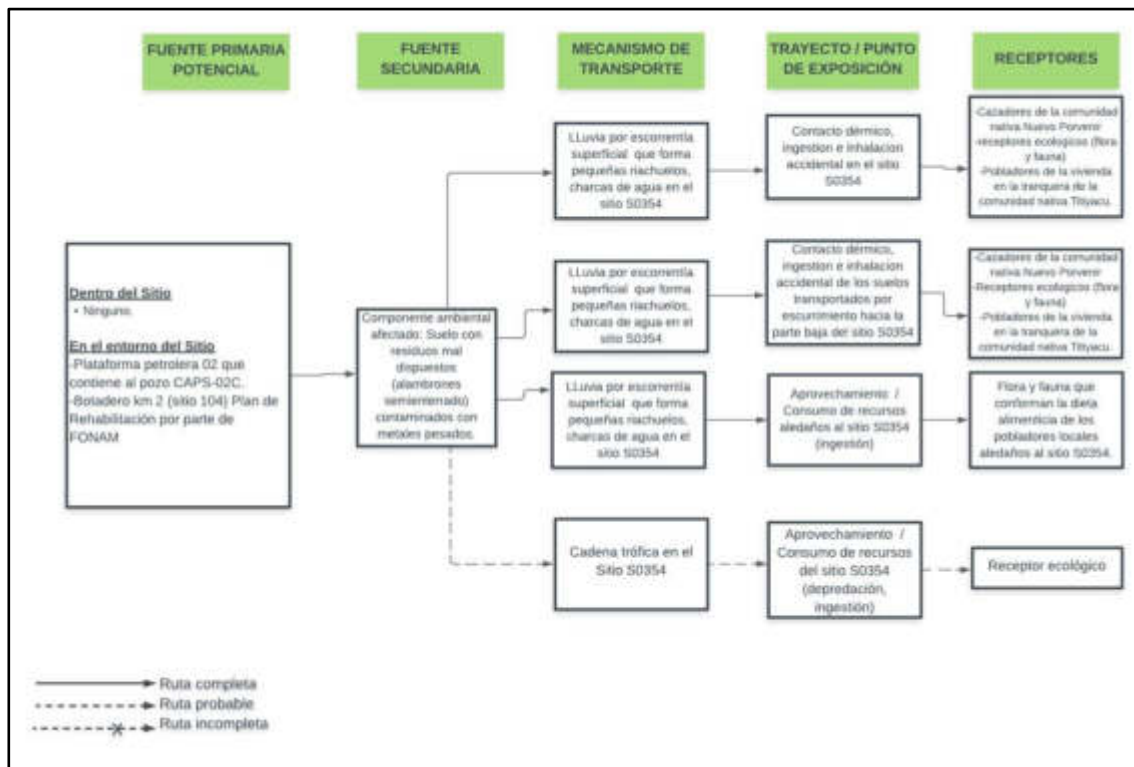 FUENTE PRIMARIA
POTENCIAL
FUENTE
SECUNDARIA
MECANISMO DE
TRANSPORTE
TRAYECTO / PUNTO
DE EXPOSICIÓN
RECEPTORES
Dentro del Sitio
• Ninguno.
En el entorno del Sitio
-Plataforma petrolera 02 que
contiene al pozo CAPS-02C.
-Botadero km 2 (sitio 104) Plan de
Rehabilitación por parte de
FONAM
Componente ambiental
afectado: Suelo con
residuos mal
dispuestos
(alambrones
semienterrado)
contaminados con
metales pesados.
LLuvia por escorrentía
superficial que forma
pequeñas riachuelos,
charcas de agua en el
sitio S0354
Contacto dérmico,
ingestion e inhalacion
accidental en el sitio
S0354
-Cazadores de la comunidad
nativa Nuevo Porvenir
-receptores ecologicos (flora
y fauna)
-Pobladores de la vivienda
en la tranquera de la
comunidad nativa Titiyacu.
LLuvia por escorrentía
superficial que forma
pequeñas riachuelos,
charcas de agua en el
sitio S0354
Contacto dérmico,
ingestion e inhalacion
accidental de los suelos
transportados por
escurrimiento hacia la
parte baja del sitio S0354
-Cazadores de la comunidad
nativa Nuevo Porvenir
-Receptores ecologicos (flora
y fauna)
-Pobladores de la vivienda
en la tranquera de la
comunidad nativa Titiyacu.
LLuvia por escorrentía
superficial que forma
pequeñas riachuelos,
charcas de agua en el
sitio S0354
Aprovechamiento /
Consumo de recursos
aledaños al sitio S0354
(ingestión)
Flora y fauna que
conforman la dieta
alimenticia de los
pobladores locales
aledaños al sitio S0354.
Cadena trófica en el
Sitio S0354
Aprovechamiento /
Consumo de recursos
del sitio S0354
(depredación,
ingestión)
Receptor ecológico
Ruta completa
Ruta probable
Ruta incompleta